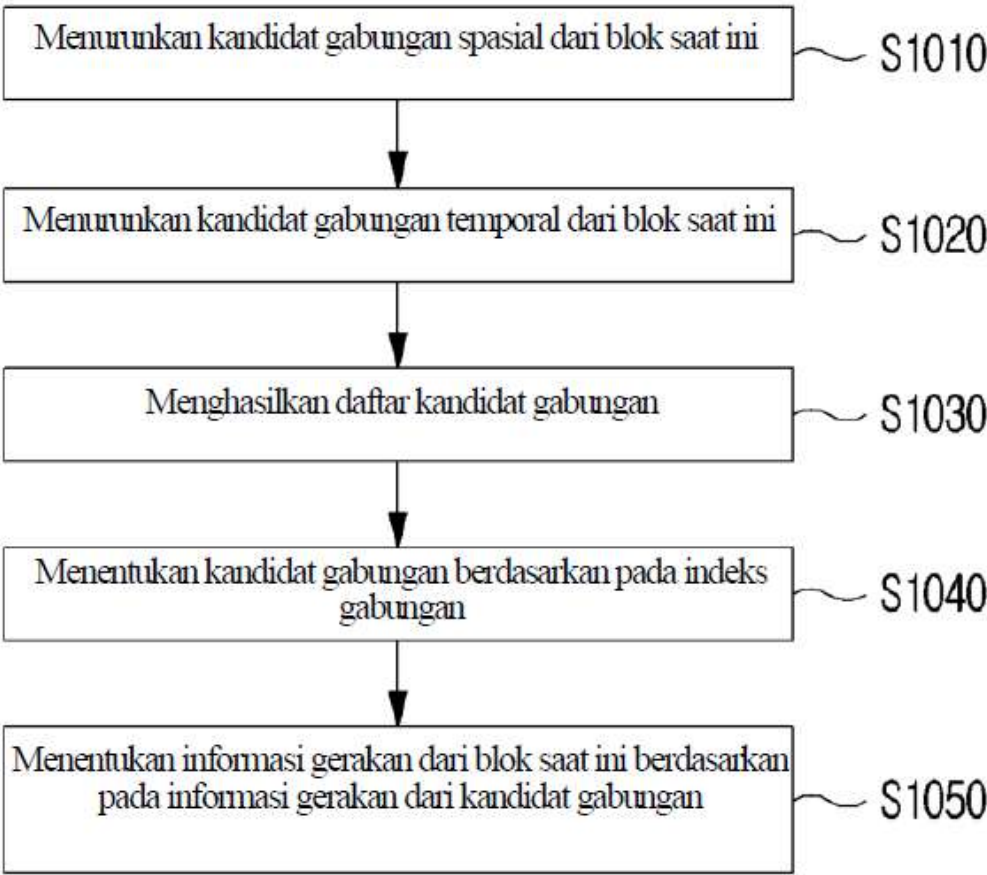 Menurunkan kandidat gabungan spasial dari blok saat ini
S1010
Menurunkan kandidat gabungan temporal dari blok saat ini
S1020
Menghasilkan daftar kandidat gabungan
S1030
Menentukan kandidat gabungan berdasarkan pada indeks
gabungan
S1040
Menentukan informasi gerakan dari blok saat ini berdasarkan
pada informasi gerakan dari kandidat gabungan
S1050